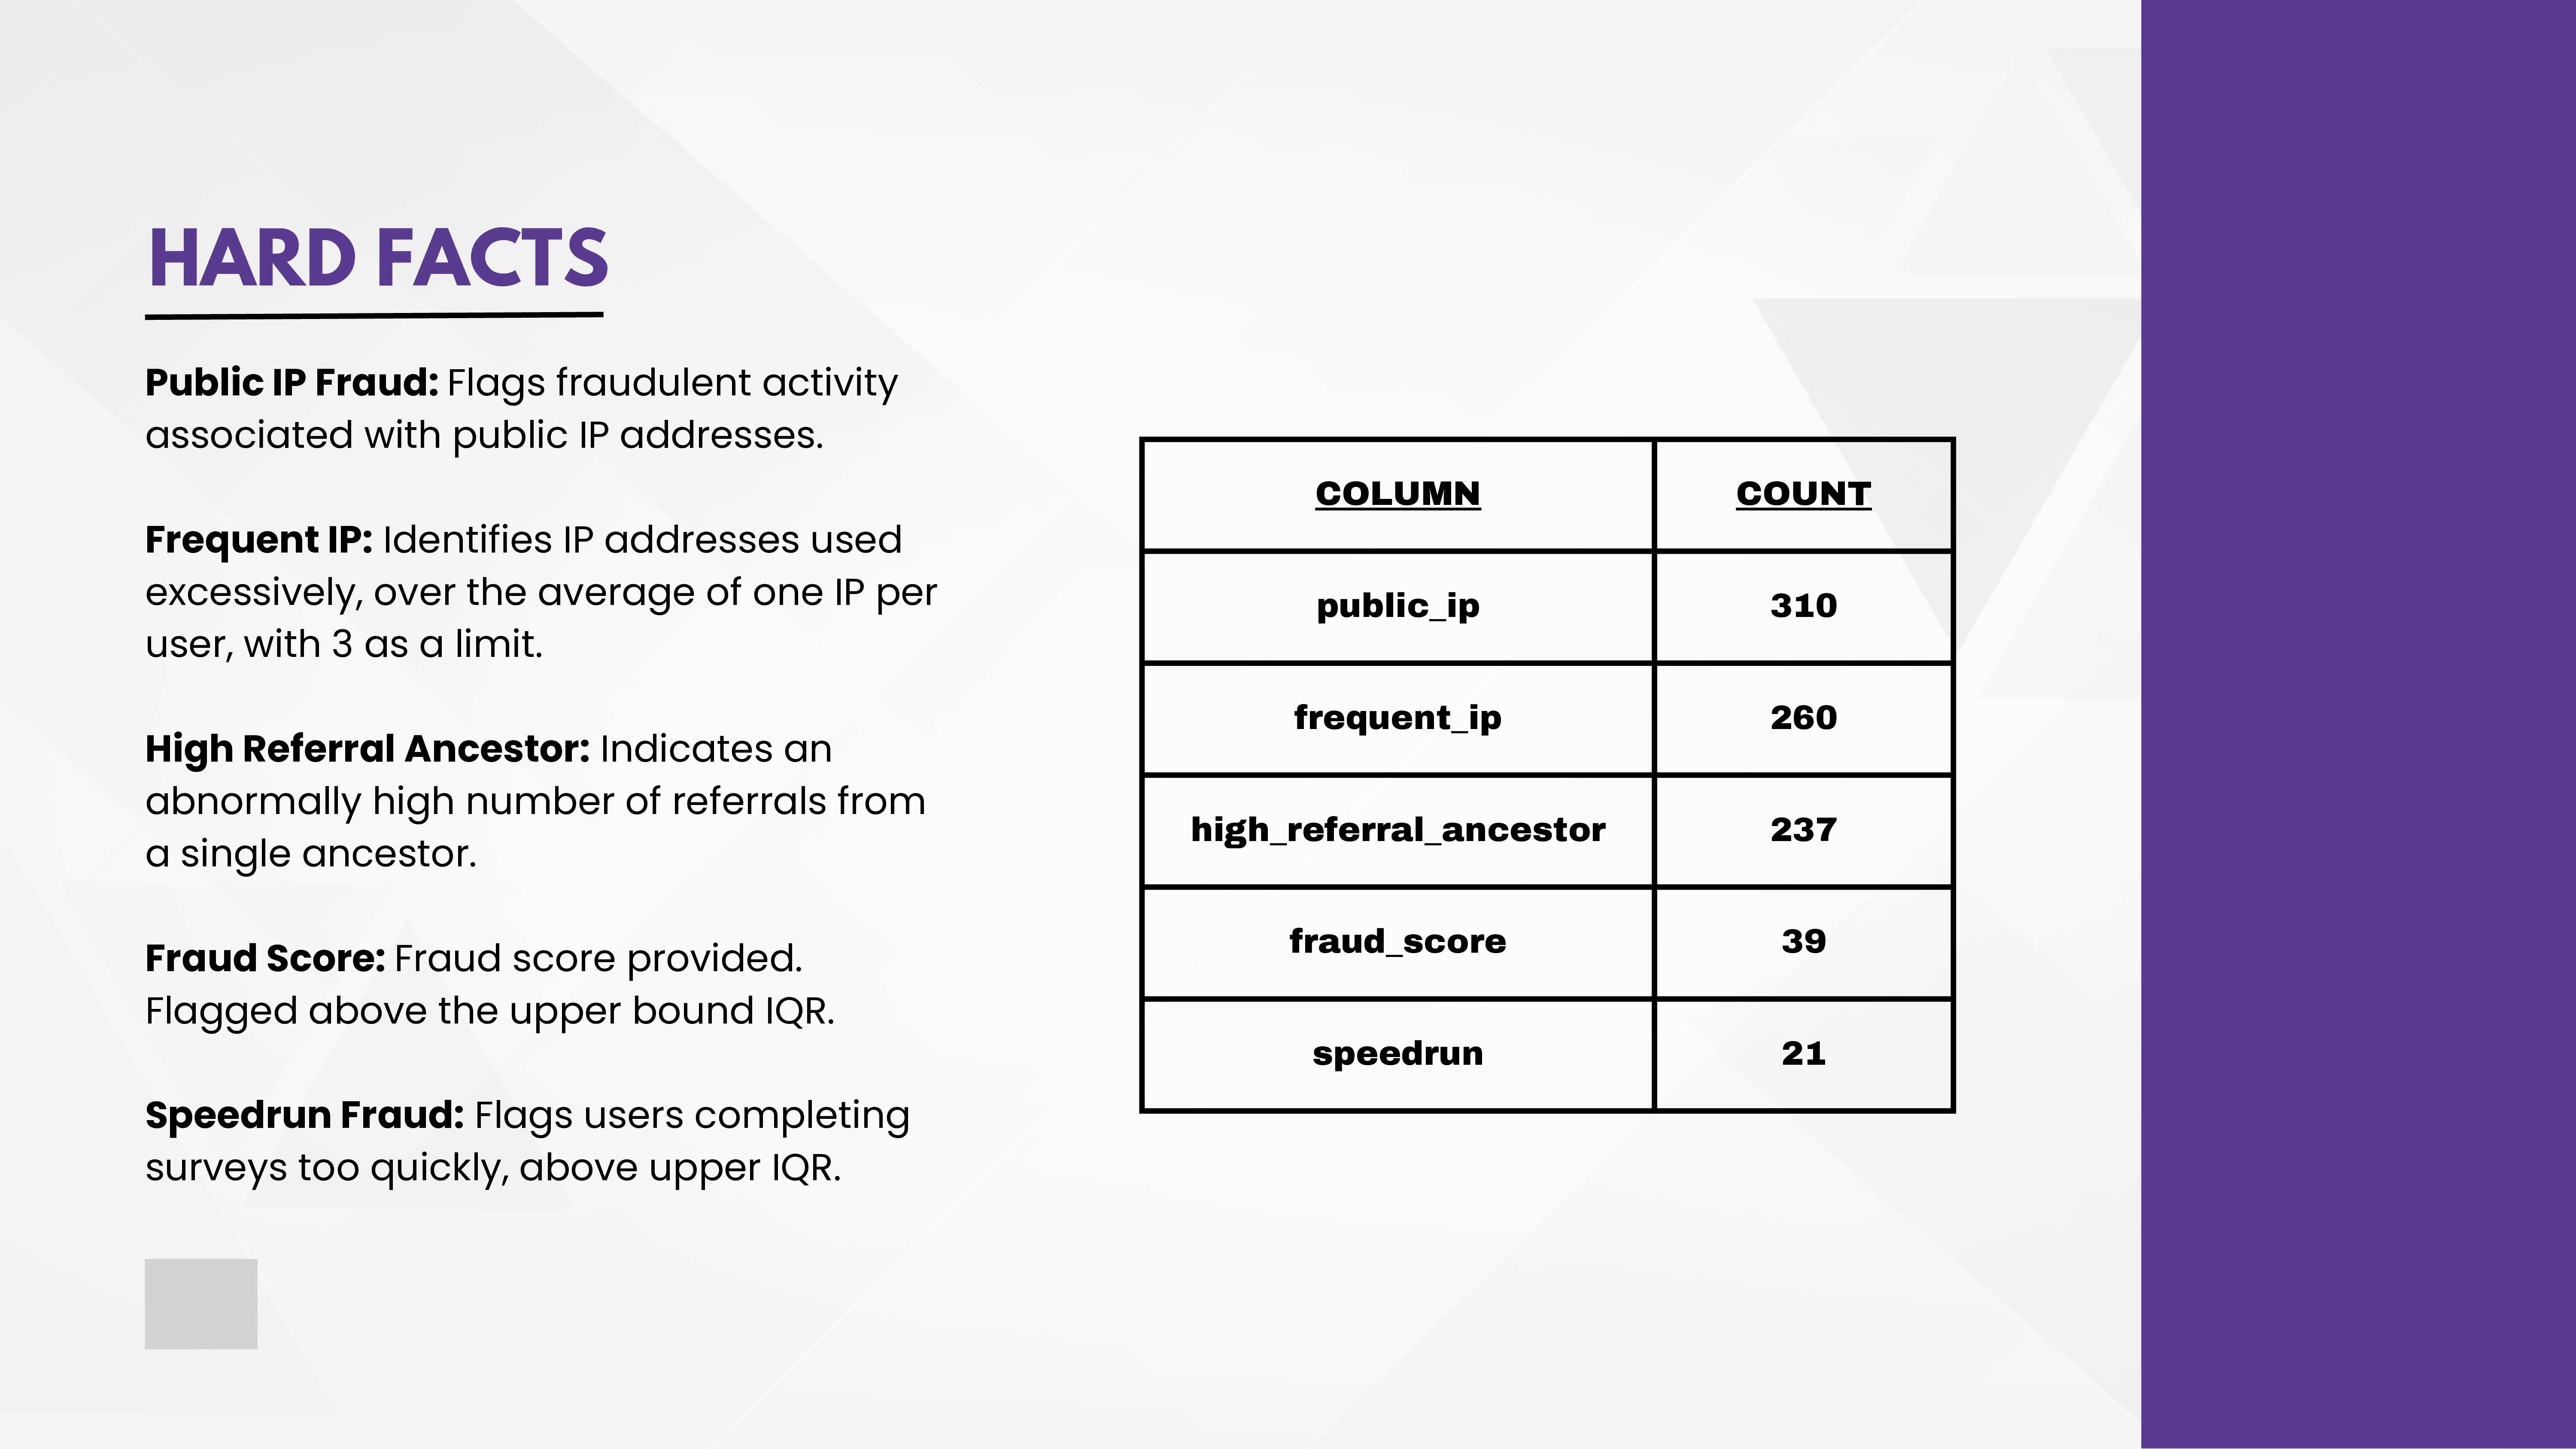 HARD FACTS
Public IP Fraud: Flags fraudulent activity
associated with public IP addresses.
Frequent IP: Identifies IP addresses used
excessively, over the average of one IP per
user, with 3 as a limit.
High Referral Ancestor: Indicates an
abnormally high number of referrals from
a single ancestor.
Fraud Score: Fraud score provided.
Flagged above the upper bound IQR.
Speedrun Fraud: Flags users completing
surveys too quickly, above upper IQR.
COLUMN COUNT
public_ip 310
frequent_ip 260
high_referral_ancestor 237
fraud_score 39
speedrun 21